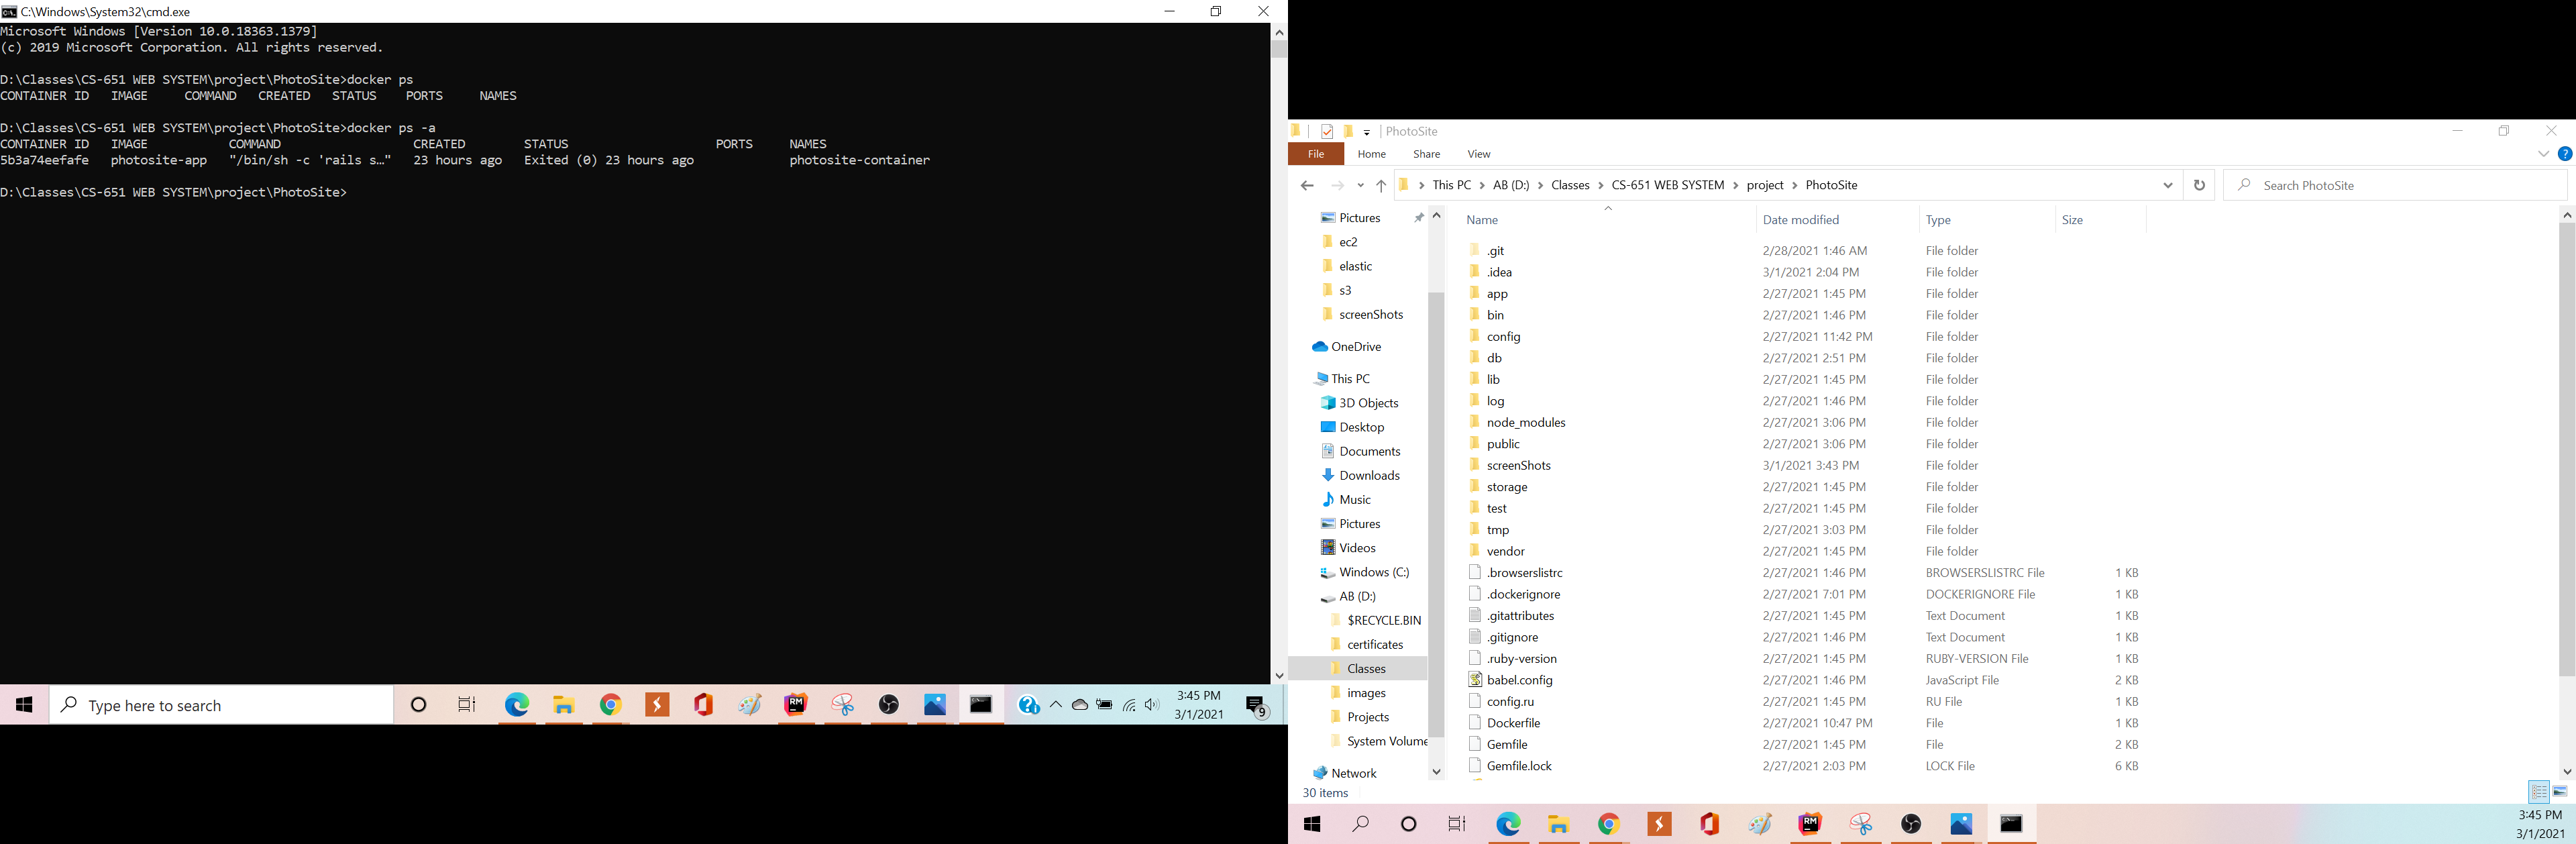 C:\Windows\System32\cmd.exe
Microsoft Windows [Version 10.0.18363.1379]
(c) 2019 Microsoft Corporation. All rights reserved.
D:\Classes\CS-651 WEB SYSTEM\project\PhotoSite>docker ps
CONTAINER ID   IMAGE     COMMAND   CREATED   STATUS    PORTS     NAMES
D:\Classes\CS-651 WEB SYSTEM\project\PhotoSite>docker ps -a
CONTAINER ID   IMAGE           COMMAND                  CREATED        STATUS                    PORTS     NAMES
5b3a74eefafe   photosite-app   "/bin/sh -c 'rails s…"   23 hours ago   Exited (0) 23 hours ago             photosite-container
D:\Classes\CS-651 WEB SYSTEM\project\PhotoSite>
Type here to search
RM
3:45 PM
3/1/2021
9
PhotoSite
File Home Share View
This PC > AB (D:) > Classes > CS-651 WEB SYSTEM > project > PhotoSite
Search PhotoSite
Pictures
ec2
elastic
s3
screenShots
OneDrive
This PC
3D Objects
Desktop
Documents
Downloads
Music
Pictures
Videos
Windows (C:)
AB (D:)
$RECYCLE.BIN
certificates
Classes
images
Projects
System Volume
Network
Name Date modified Type Size
.git 2/28/2021 1:46 AM File folder
.idea 3/1/2021 2:04 PM File folder
app 2/27/2021 1:45 PM File folder
bin 2/27/2021 1:46 PM File folder
config 2/27/2021 11:42 PM File folder
db 2/27/2021 2:51 PM File folder
lib 2/27/2021 1:45 PM File folder
log 2/27/2021 1:46 PM File folder
node_modules 2/27/2021 3:06 PM File folder
public 2/27/2021 3:06 PM File folder
screenShots 3/1/2021 3:43 PM File folder
storage 2/27/2021 1:45 PM File folder
test 2/27/2021 1:45 PM File folder
tmp 2/27/2021 3:03 PM File folder
vendor 2/27/2021 1:45 PM File folder
.browserslistrc 2/27/2021 1:46 PM BROWSERSLISTRC File 1 KB
.dockerignore 2/27/2021 7:01 PM DOCKERIGNORE File 1 KB
.gitattributes 2/27/2021 1:45 PM Text Document 1 KB
.gitignore 2/27/2021 1:46 PM Text Document 1 KB
.ruby-version 2/27/2021 1:45 PM RUBY-VERSION File 1 KB
babel.config 2/27/2021 1:46 PM JavaScript File 2 KB
config.ru 2/27/2021 1:45 PM RU File 1 KB
Dockerfile 2/27/2021 10:47 PM File 1 KB
Gemfile 2/27/2021 1:45 PM File 2 KB
Gemfile.lock 2/27/2021 2:03 PM LOCK File 6 KB
30 items
RM
3:45 PM
3/1/2021